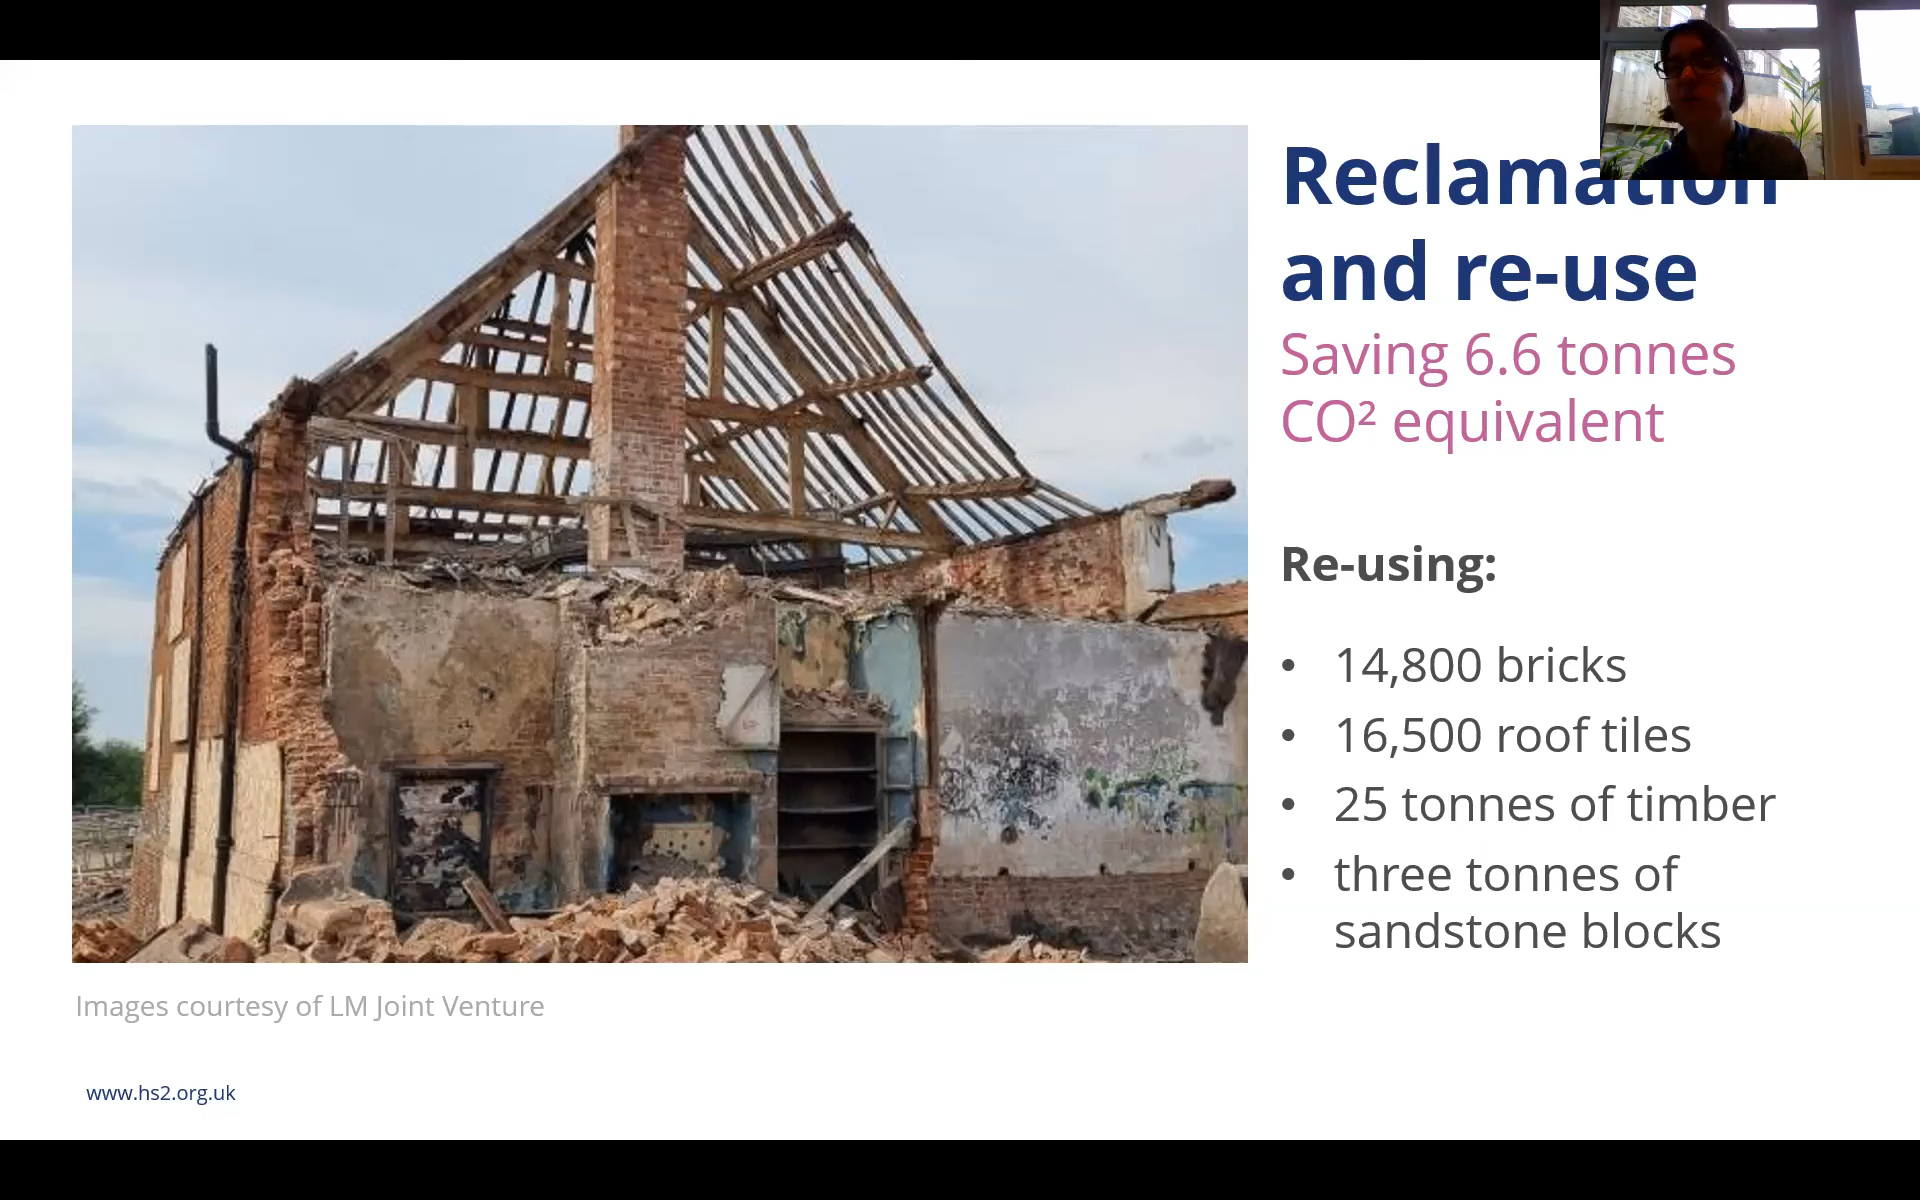 Reclamation
and re-use
Saving 6.6 tonnes
CO² equivalent
Re-using:
• 14,800 bricks
• 16,500 roof tiles
• 25 tonnes of timber
• three tonnes of
sandstone blocks
Images courtesy of LM Joint Venture
www.hs2.org.uk